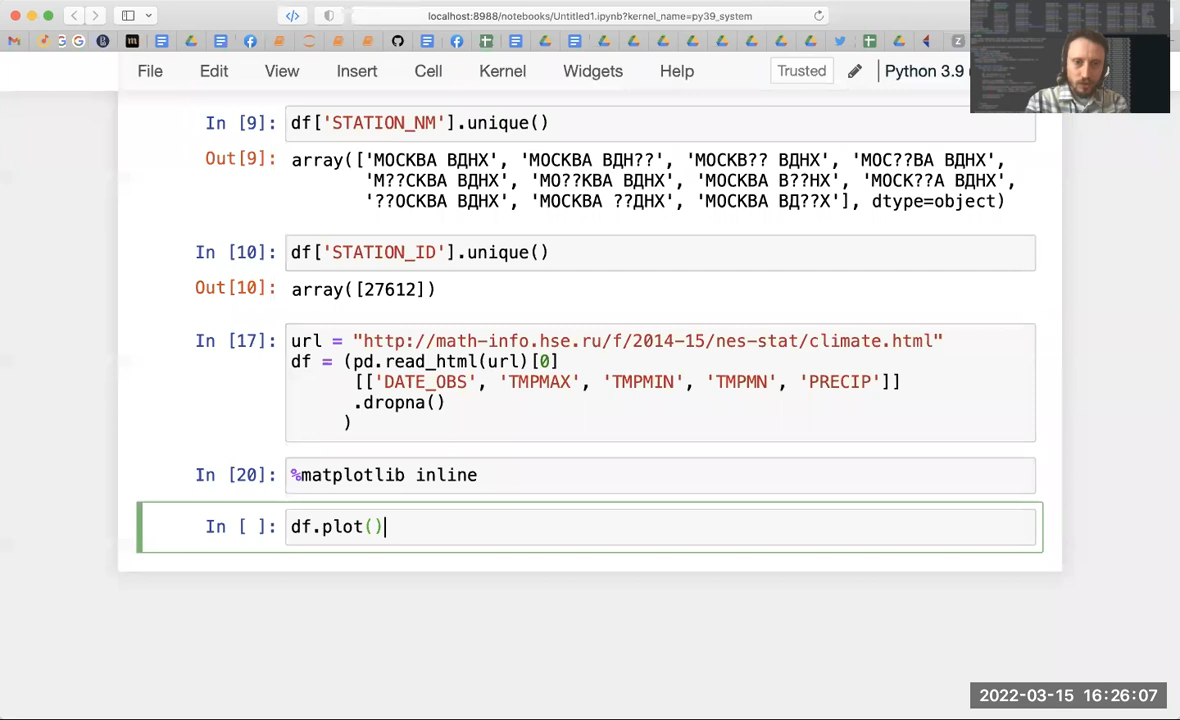 localhost:8988/notebooks/Untitled1.ipynb?kernel_name=py39_system
File Edit View Insert Cell Kernel Widgets Help Trusted Python 3.9
In [9]: df['STATION_NM'].unique()
Out[9]: array(['МОСКВА ВДНХ', 'МОСКВА ВДН??', 'МОСКВ?? ВДНХ', 'МОС??ВА ВДНХ',
'М??СКВА ВДНХ', 'МО??КВА ВДНХ', 'МОСКВА В??НХ', 'МОСК??А ВДНХ',
'??ОСКВА ВДНХ', 'МОСКВА ??ДНХ', 'МОСКВА ВД??Х'], dtype=object)
In [10]: df['STATION_ID'].unique()
Out[10]: array([27612])
In [17]: url = "http://math-info.hse.ru/f/2014-15/nes-stat/climate.html"
df = (pd.read_html(url)[0]
[['DATE_OBS', 'TMPMAX', 'TMPMIN', 'TMPMN', 'PRECIP']]
.dropna()
)
In [20]: %matplotlib inline
In [ ]: df.plot()
2022-03-15 16:26:07